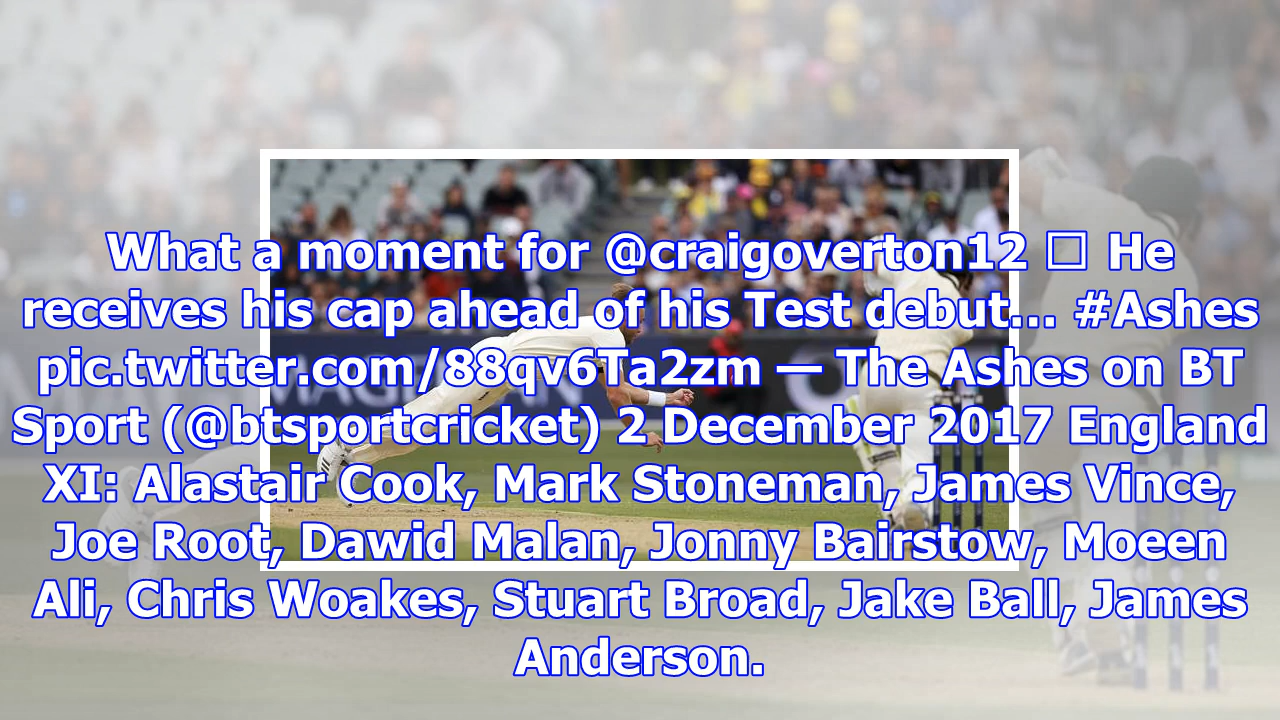 What a moment for @craigoverton12 □ He
receives his cap ahead of his Test debut... #Ashes
pic.twitter.com/88qv6Ta2zm — The Ashes on BT
Sport (@btsportcricket) 2 December 2017 England
XI: Alastair Cook, Mark Stoneman, James Vince,
Joe Root, Dawid Malan, Jonny Bairstow, Moeen
Ali, Chris Woakes, Stuart Broad, Jake Ball, James
Anderson.